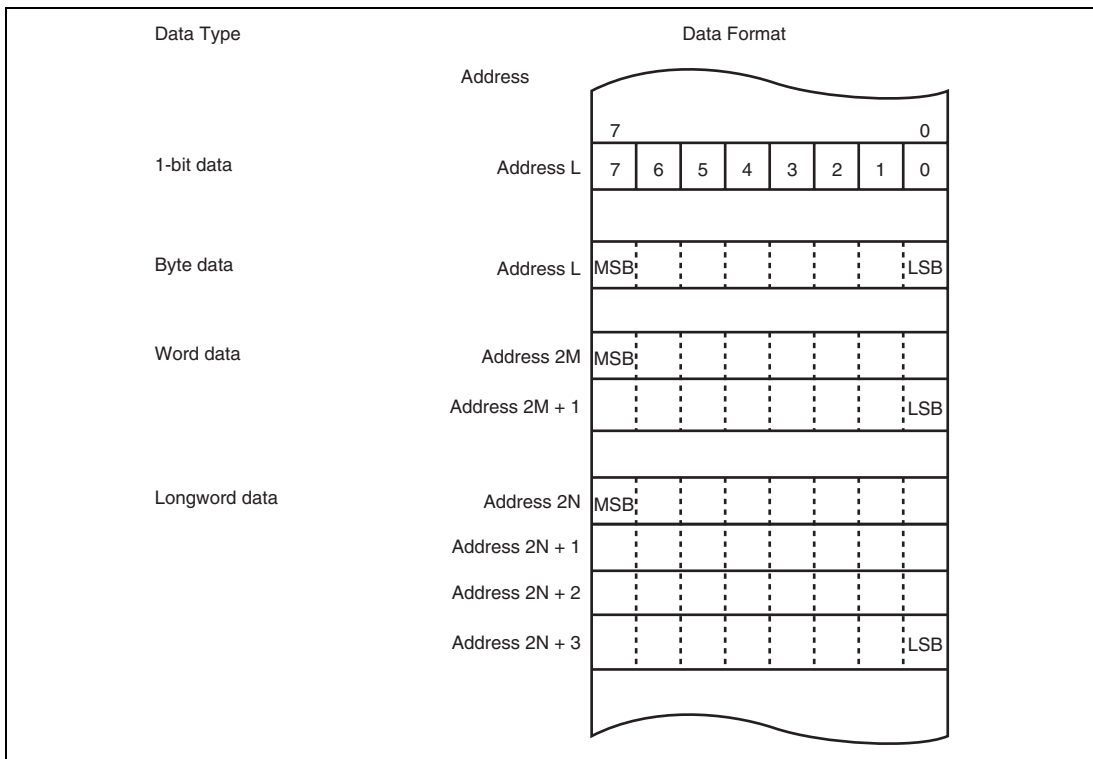 Data Type Data Format
Address
7 0
1-bit data Address L 7 6 5 4 3 2 1 0
Byte data Address L MSB LSB
Word data Address 2M MSB
Address 2M + 1 LSB
Longword data Address 2N MSB
Address 2N + 1
Address 2N + 2
Address 2N + 3 LSB